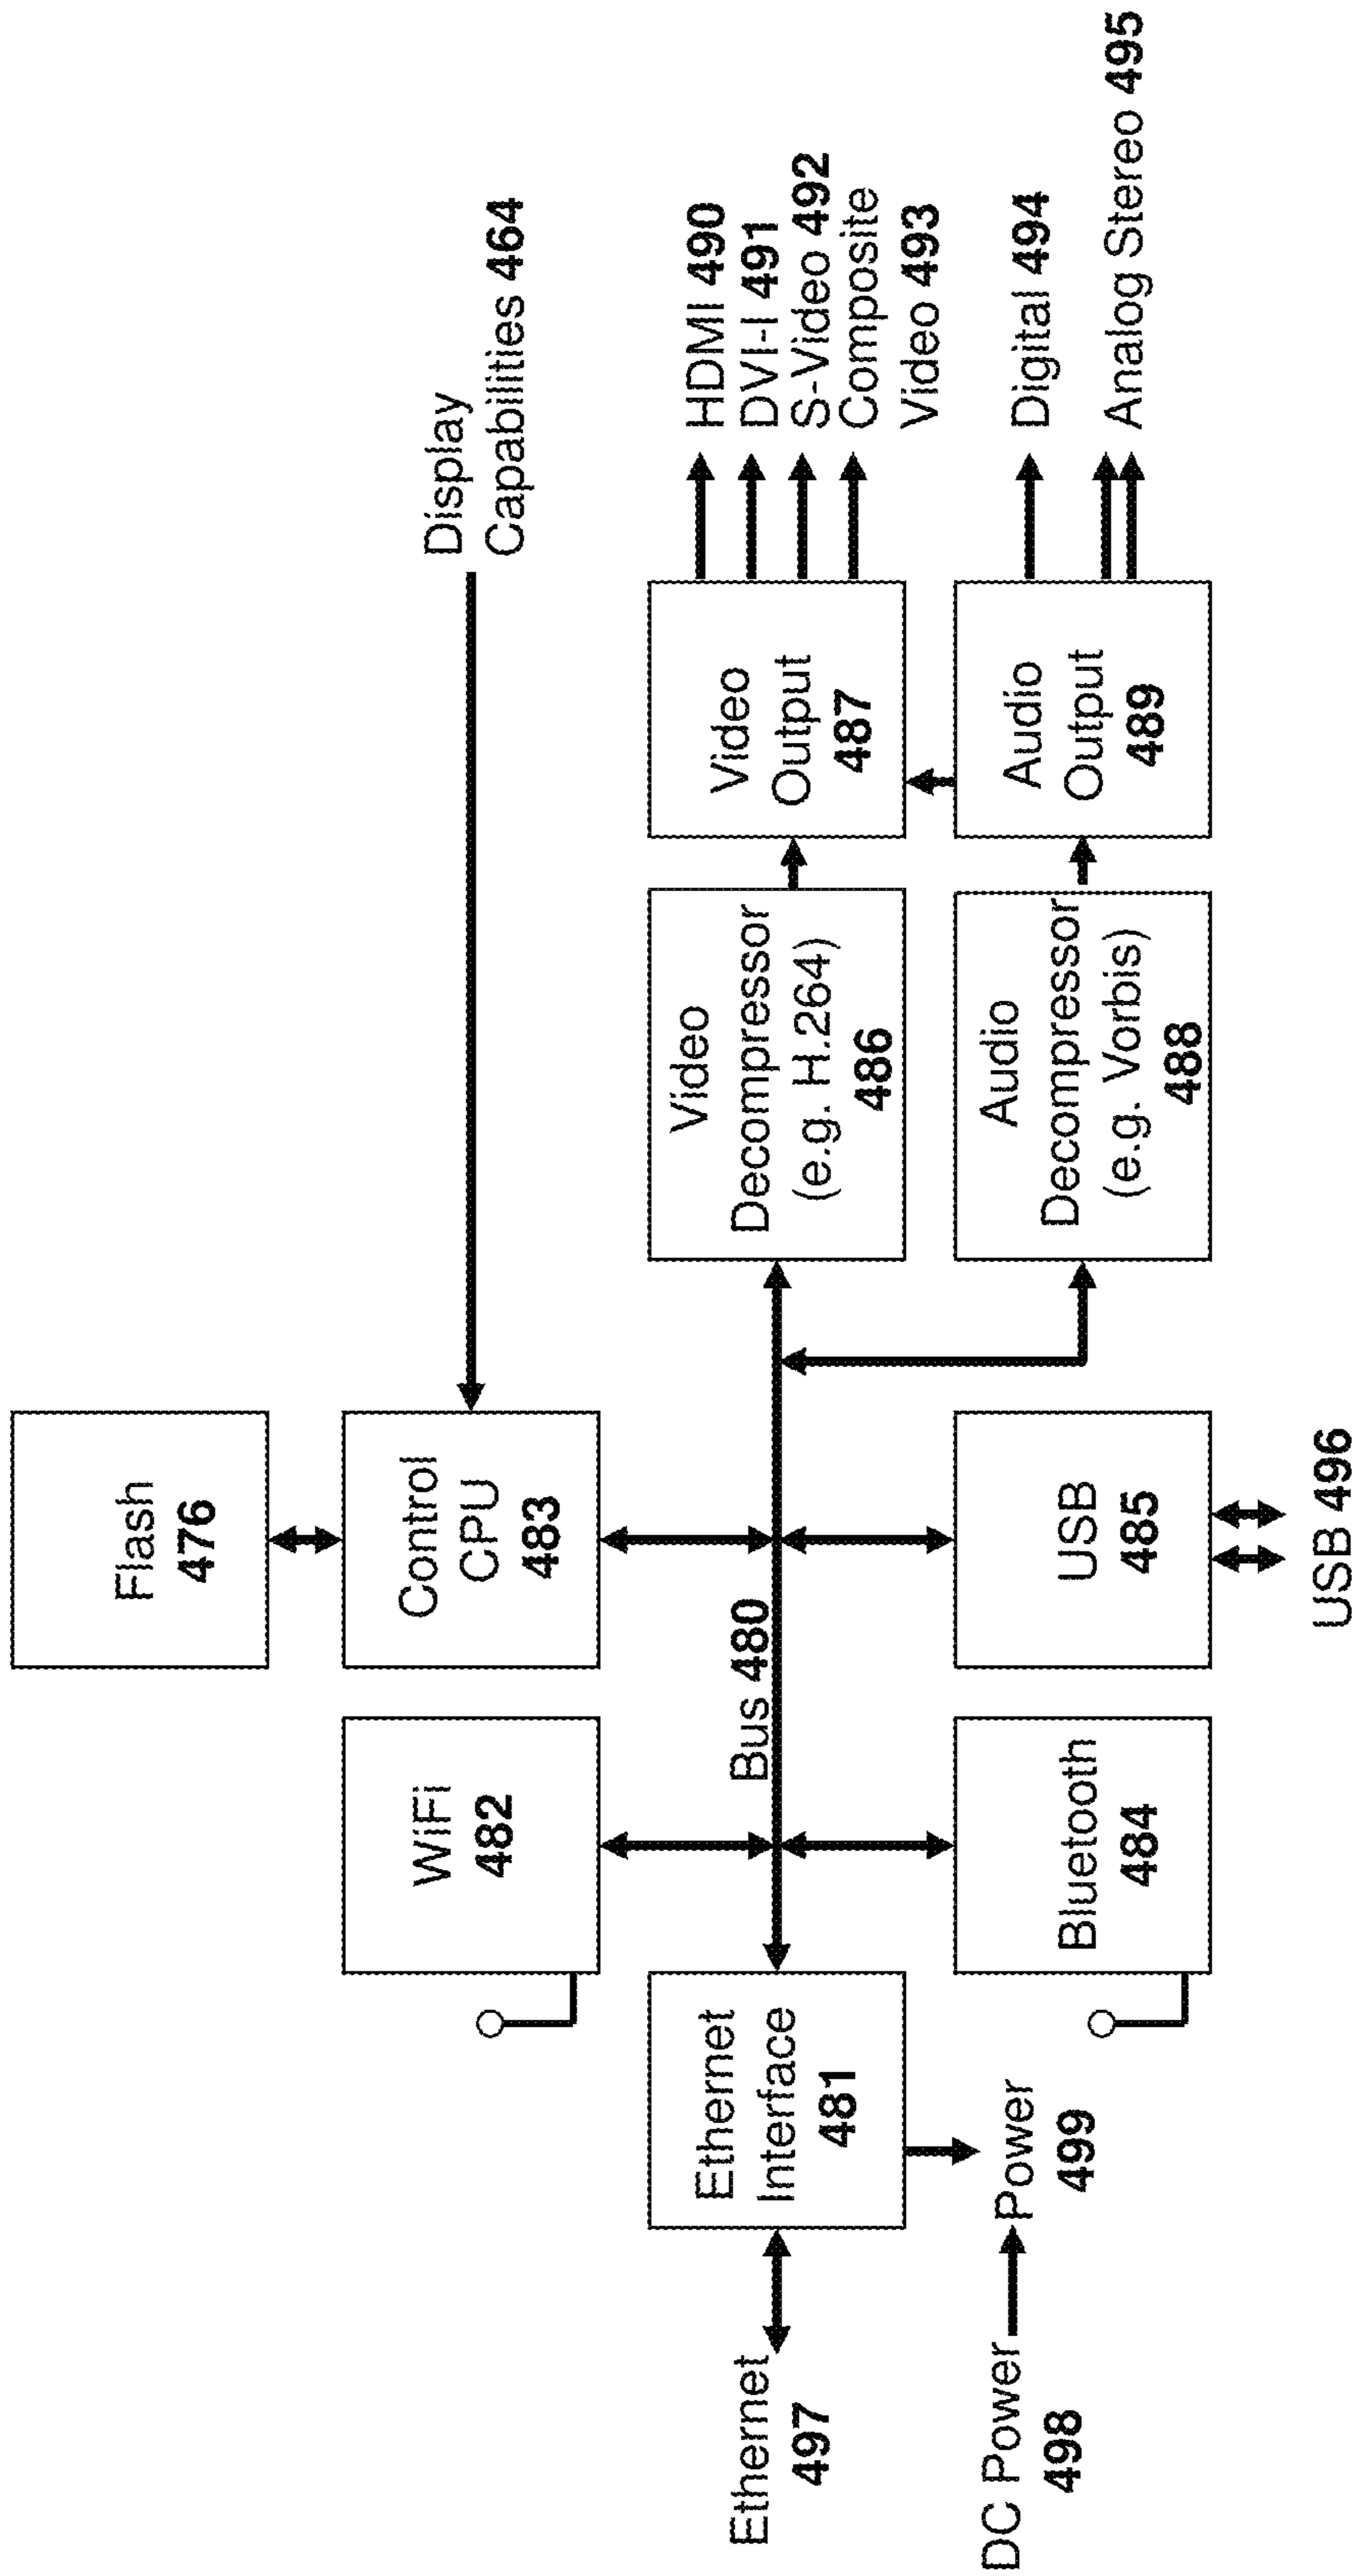 Flash
476
Display
Capabilities 464
WiFi
482
Control
CPU
483
Ethernet
497
Ethernet
Interface
481
Bus 480
Video
Decompressor
(e.g. H.264)
486
Video
Output
487
HDMI 490
DVI-I 491
S-Video 492
Composite
Video 493
DC Power
498
Power
499
Bluetooth
484
USB
485
Audio
Decompressor
(e.g. Vorbis)
488
Audio
Output
489
Digital 494
Analog Stereo 495
USB 496